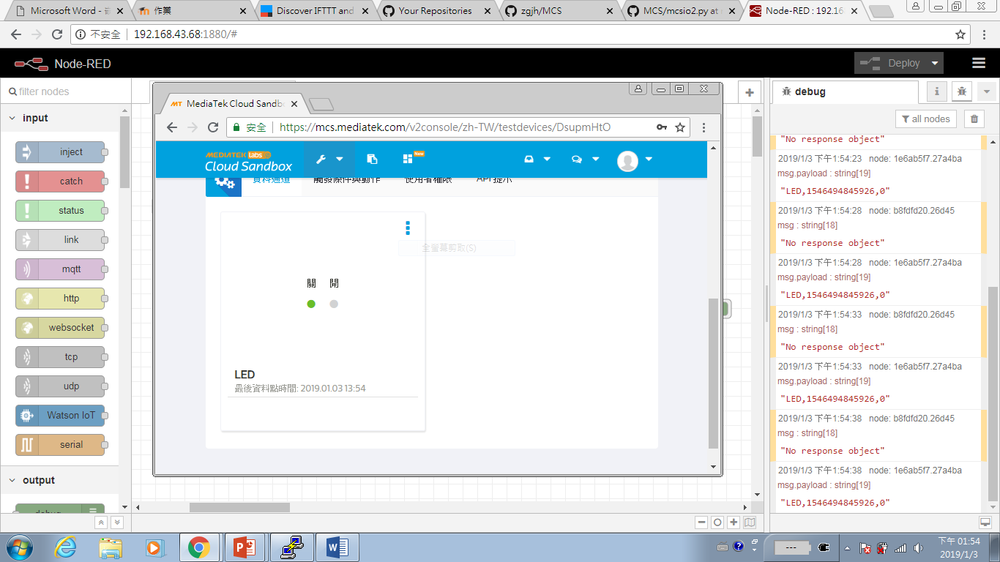 Microsoft Word - 
作業
Discover IFTTT and
Your Repositories
zgjh/MCS
MCS/mcsio2.py at
Node-RED : 192.16
不安全
192.168.43.68:1880/#
Node-RED
Deploy
filter nodes
input
inject
catch
status
link
mqtt
http
websocket
tcp
udp
Watson IoT
serial
output
debug
MediaTek Cloud Sandb
安全
https://mcs.mediatek.com/v2console/zh-TW/testdevices/DsupmHtO
MEDIATEK labs
Cloud Sandbox
New
資料通道
觸發條件與動作
使用者權限
API 提示
全螢幕剪取(S)
關
開
LED
最後資料點時間: 2019.01.03 13:54
debug
i
all nodes
"No response object"
2019/1/3 下午1:54:23 node: 1e6ab5f7.27a4ba
msg.payload : string[19]
"LED,1546494845926,0"
2019/1/3 下午1:54:28 node: b8fdfd20.26d45
msg : string[18]
"No response object"
2019/1/3 下午1:54:28 node: 1e6ab5f7.27a4ba
msg.payload : string[19]
"LED,1546494845926,0"
2019/1/3 下午1:54:33 node: b8fdfd20.26d45
msg : string[18]
"No response object"
2019/1/3 下午1:54:33 node: 1e6ab5f7.27a4ba
msg.payload : string[19]
"LED,1546494845926,0"
2019/1/3 下午1:54:38 node: b8fdfd20.26d45
msg : string[18]
"No response object"
2019/1/3 下午1:54:38 node: 1e6ab5f7.27a4ba
msg.payload : string[19]
"LED,1546494845926,0"
---
下午 01:54
2019/1/3